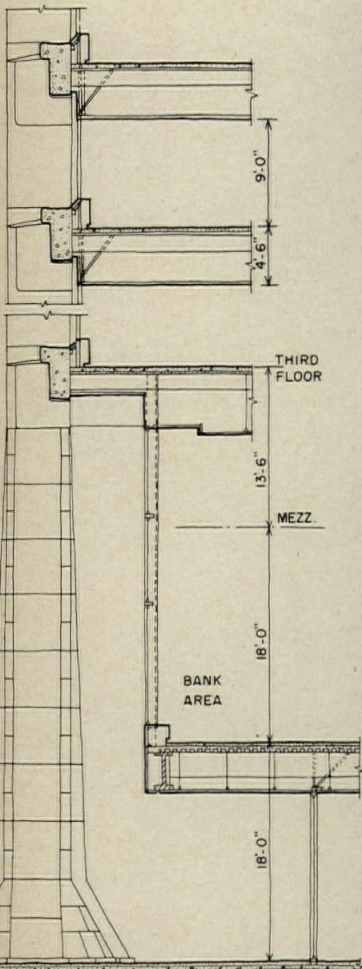 9'-0"
4'-6"
THIRD
FLOOR
13'-6"
MEZZ.
18'-0"
BANK
AREA
18'-0"